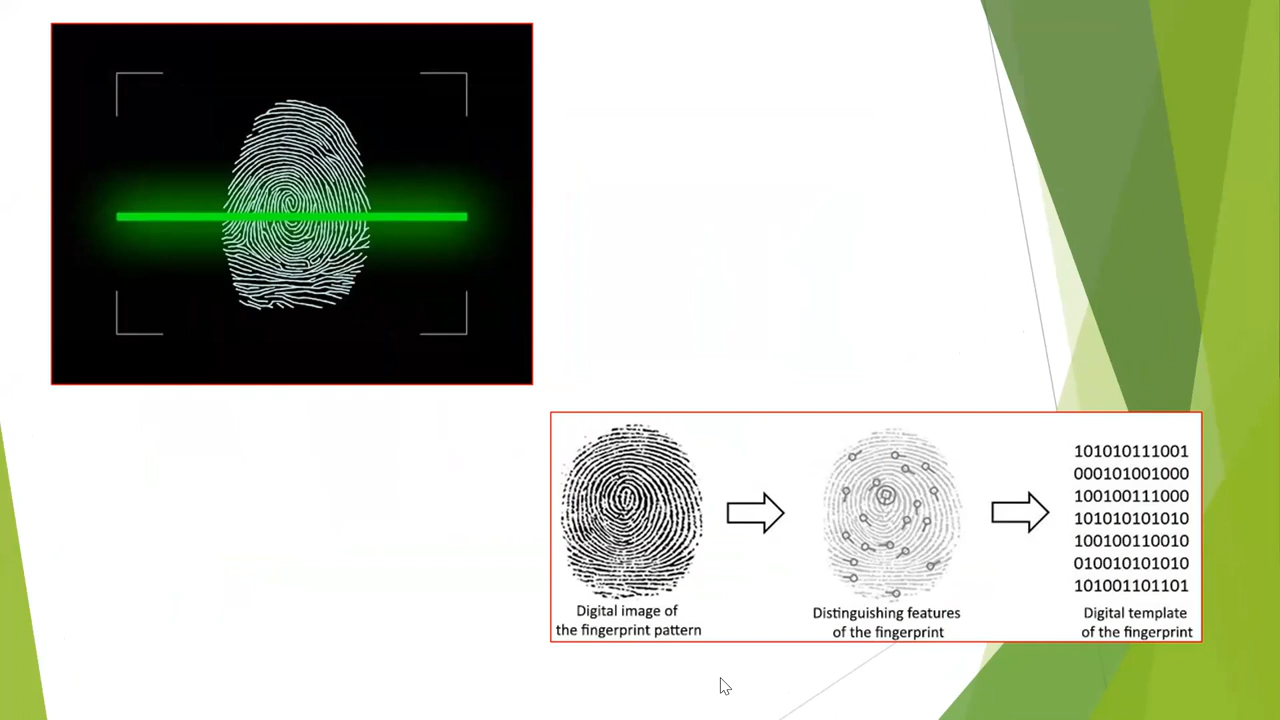 Digital image of
the fingerprint pattern
Distinguishing features
of the fingerprint
101010111001
000101001000
100100111000
101010101010
100100110010
010010101010
101001101101
Digital template
of the fingerprint